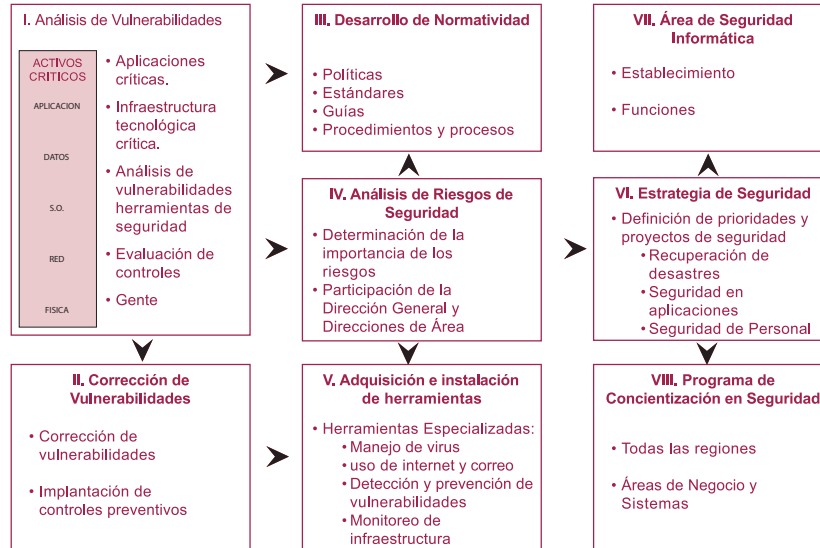 I. Análisis de Vulnerabilidades
ACTIVOS
CRITICOS
APLICACION
DATOS
S.O.
RED
FISICA
• Aplicaciones
críticas.
• Infraestructura
tecnológica
crítica.
• Análisis de
vulnerabilidades
herramientas de
seguridad
• Evaluación de
controles
• Gente
II. Corrección de
Vulnerabilidades
• Corrección de
vulnerabilidades
• Implantación de
controles preventivos
III. Desarrollo de Normatividad
• Políticas
• Estándares
• Guías
• Procedimientos y procesos
IV. Análisis de Riesgos de
Seguridad
• Determinación de la
importancia de los
riesgos
• Participación de la
Dirección General y
Direcciones de Área
V. Adquisición e instalación
de herramientas
• Herramientas Especializadas:
• Manejo de virus
• uso de internet y correo
• Detección y prevención de
vulnerabilidades
• Monitoreo de
infraestructura
VII. Área de Seguridad
Informática
• Establecimiento
• Funciones
VI. Estrategia de Seguridad
• Definición de prioridades y
proyectos de seguridad
• Recuperación de
desastres
• Seguridad en
aplicaciones
• Seguridad de Personal
VIII. Programa de
Concientización en Seguridad
• Todas las regiones
• Áreas de Negocio y
Sistemas